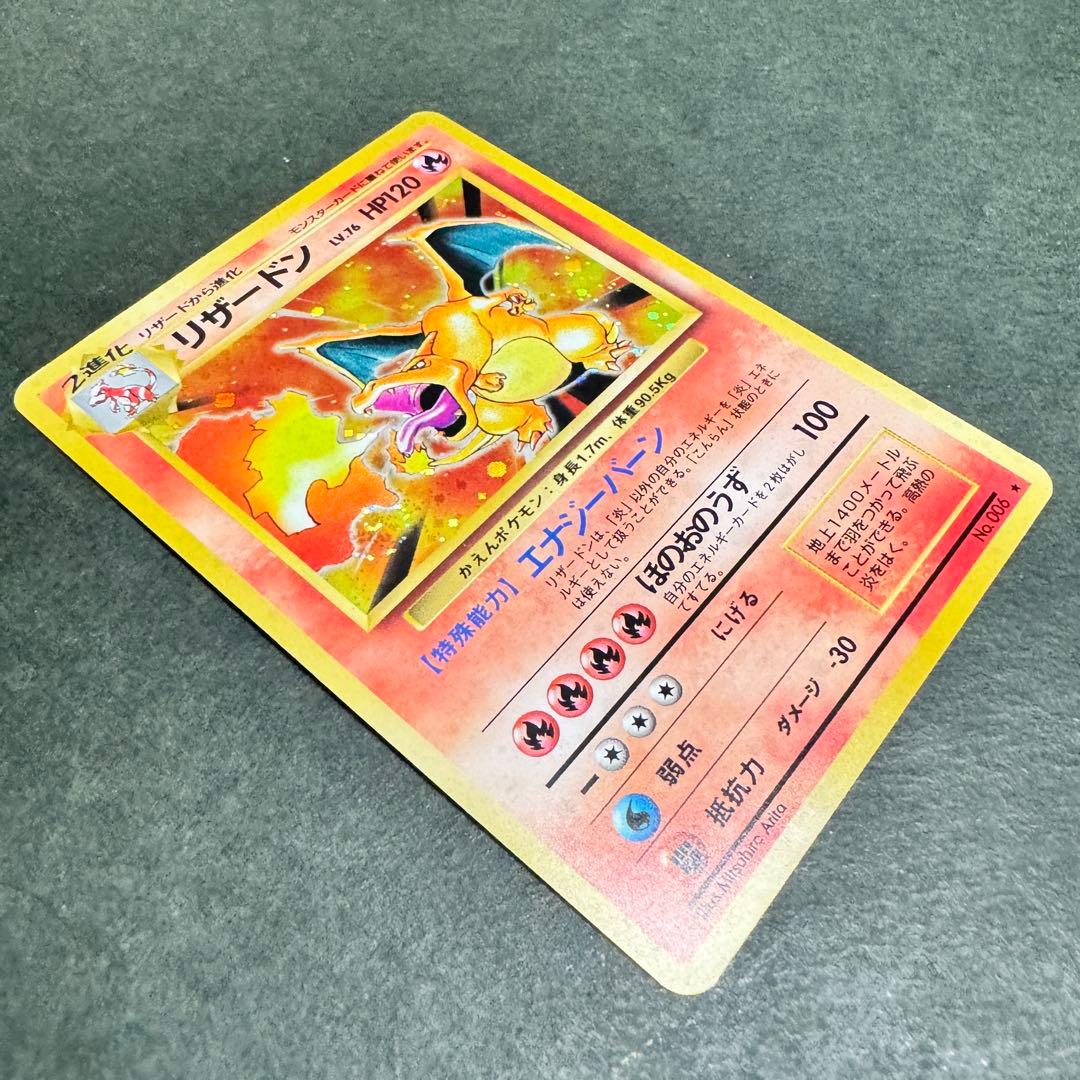 2進化 リザードから進化
モンスターカードに重ねて使います。
リザードン LV.76 HP120
かえんポケモン:身長1.7m、体重90.5Kg
【特殊能力】エナジーバーン
リザードンは、「炎」以外の自分のエネルギーを「炎」エネ
ルギーとして扱うことができる。「こんらん」状態のときに
は使えない。
ほのおのうず 100
自分のエネルギーカードを2枚はがし
てすてる。
にげる
弱点
抵抗力 ダメージ -30
地上1400メートル
まで羽をつかって飛ぶ
ことができる。高熱の
炎をはく。
Illus.Mitsuhiro Arita
No.006 ★